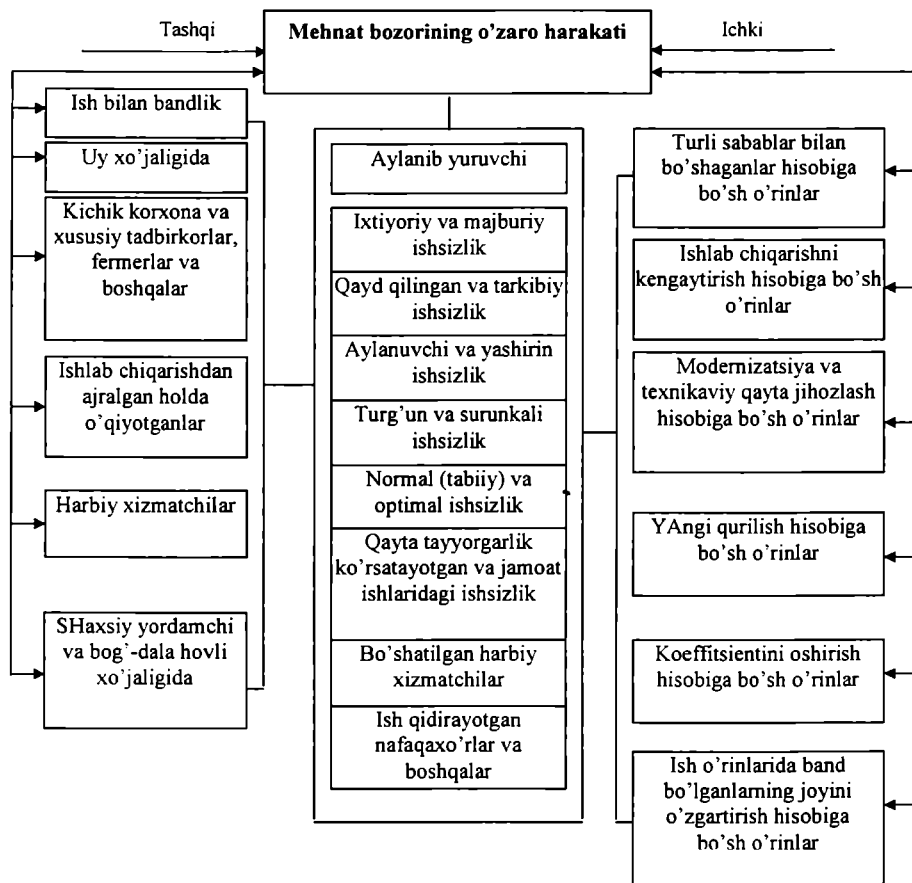 Tashqi
Mehnat bozorining o'zaro harakati
Ichki
Ish bilan bandlik
Uy xo'jaligida
Kichik korxona va
xususiy tadbirkorlar,
fermerlar va
boshqalar
Ishlab chiqarishdan
ajralgan holda
o'qiyotganlar
Harbiy xizmatchilar
SHaxsiy yordamchi
va bog'-dala hovli
xo'jaligida
Aylanib yuruvchi
Ixtiyoriy va majburiy
ishsizlik
Qayd qilingan va tarkibiy
ishsizlik
Aylanuvchi va yashirin
ishsizlik
Turg'un va surunkali
ishsizlik
Normal (tabiiy) va
optimal ishsizlik
Qayta tayyorgarlik
ko'rsatayotgan va jamoat
ishlaridagi ishsizlik
Bo'shatilgan harbiy
xizmatchilar
Ish qidirayotgan
nafaqaxo'rlar va
boshqalar
Turli sabablar bilan
bo'shaganlar hisobiga
bo'sh o'rinlar
Ishlab chiqarishni
kengaytirish hisobiga bo'sh
o'rinlar
Modernizatsiya va
texnikaviy qayta jihozlash
hisobiga bo'sh o'rinlar
YAngi qurilish hisobiga
bo'sh o'rinlar
Koeffitsientini oshirish
hisobiga bo'sh o'rinlar
Ish o'rinlarida band
bo'lganlarning joyini
o'zgartirish hisobiga
bo'sh o'rinlar